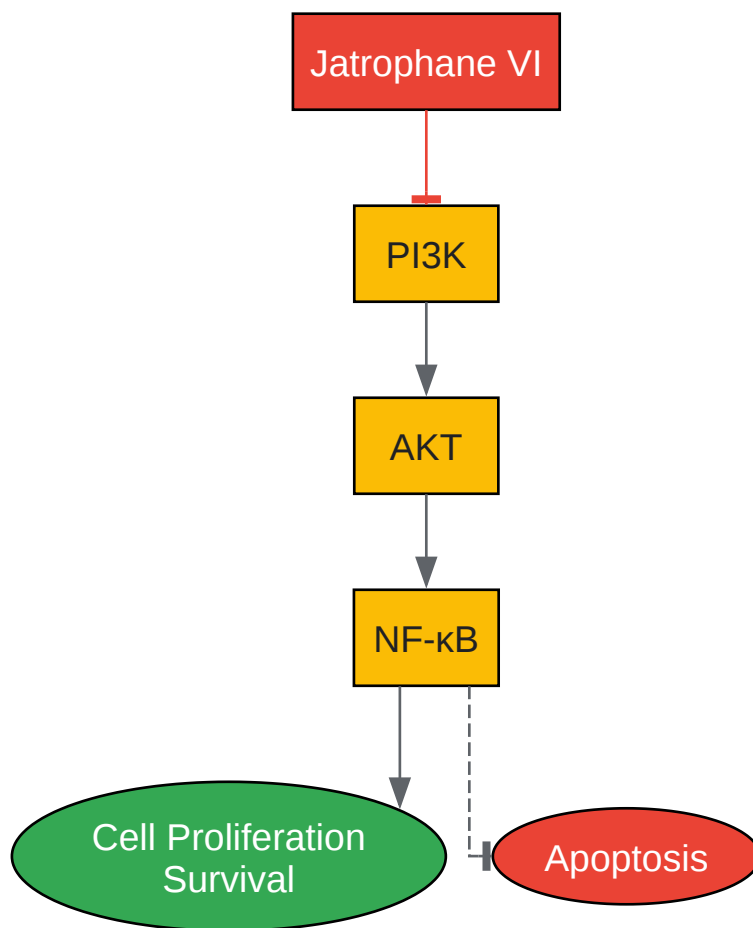 Jatrophane VI
PI3K
AKT
NF-κB
Cell Proliferation
Survival
Apoptosis